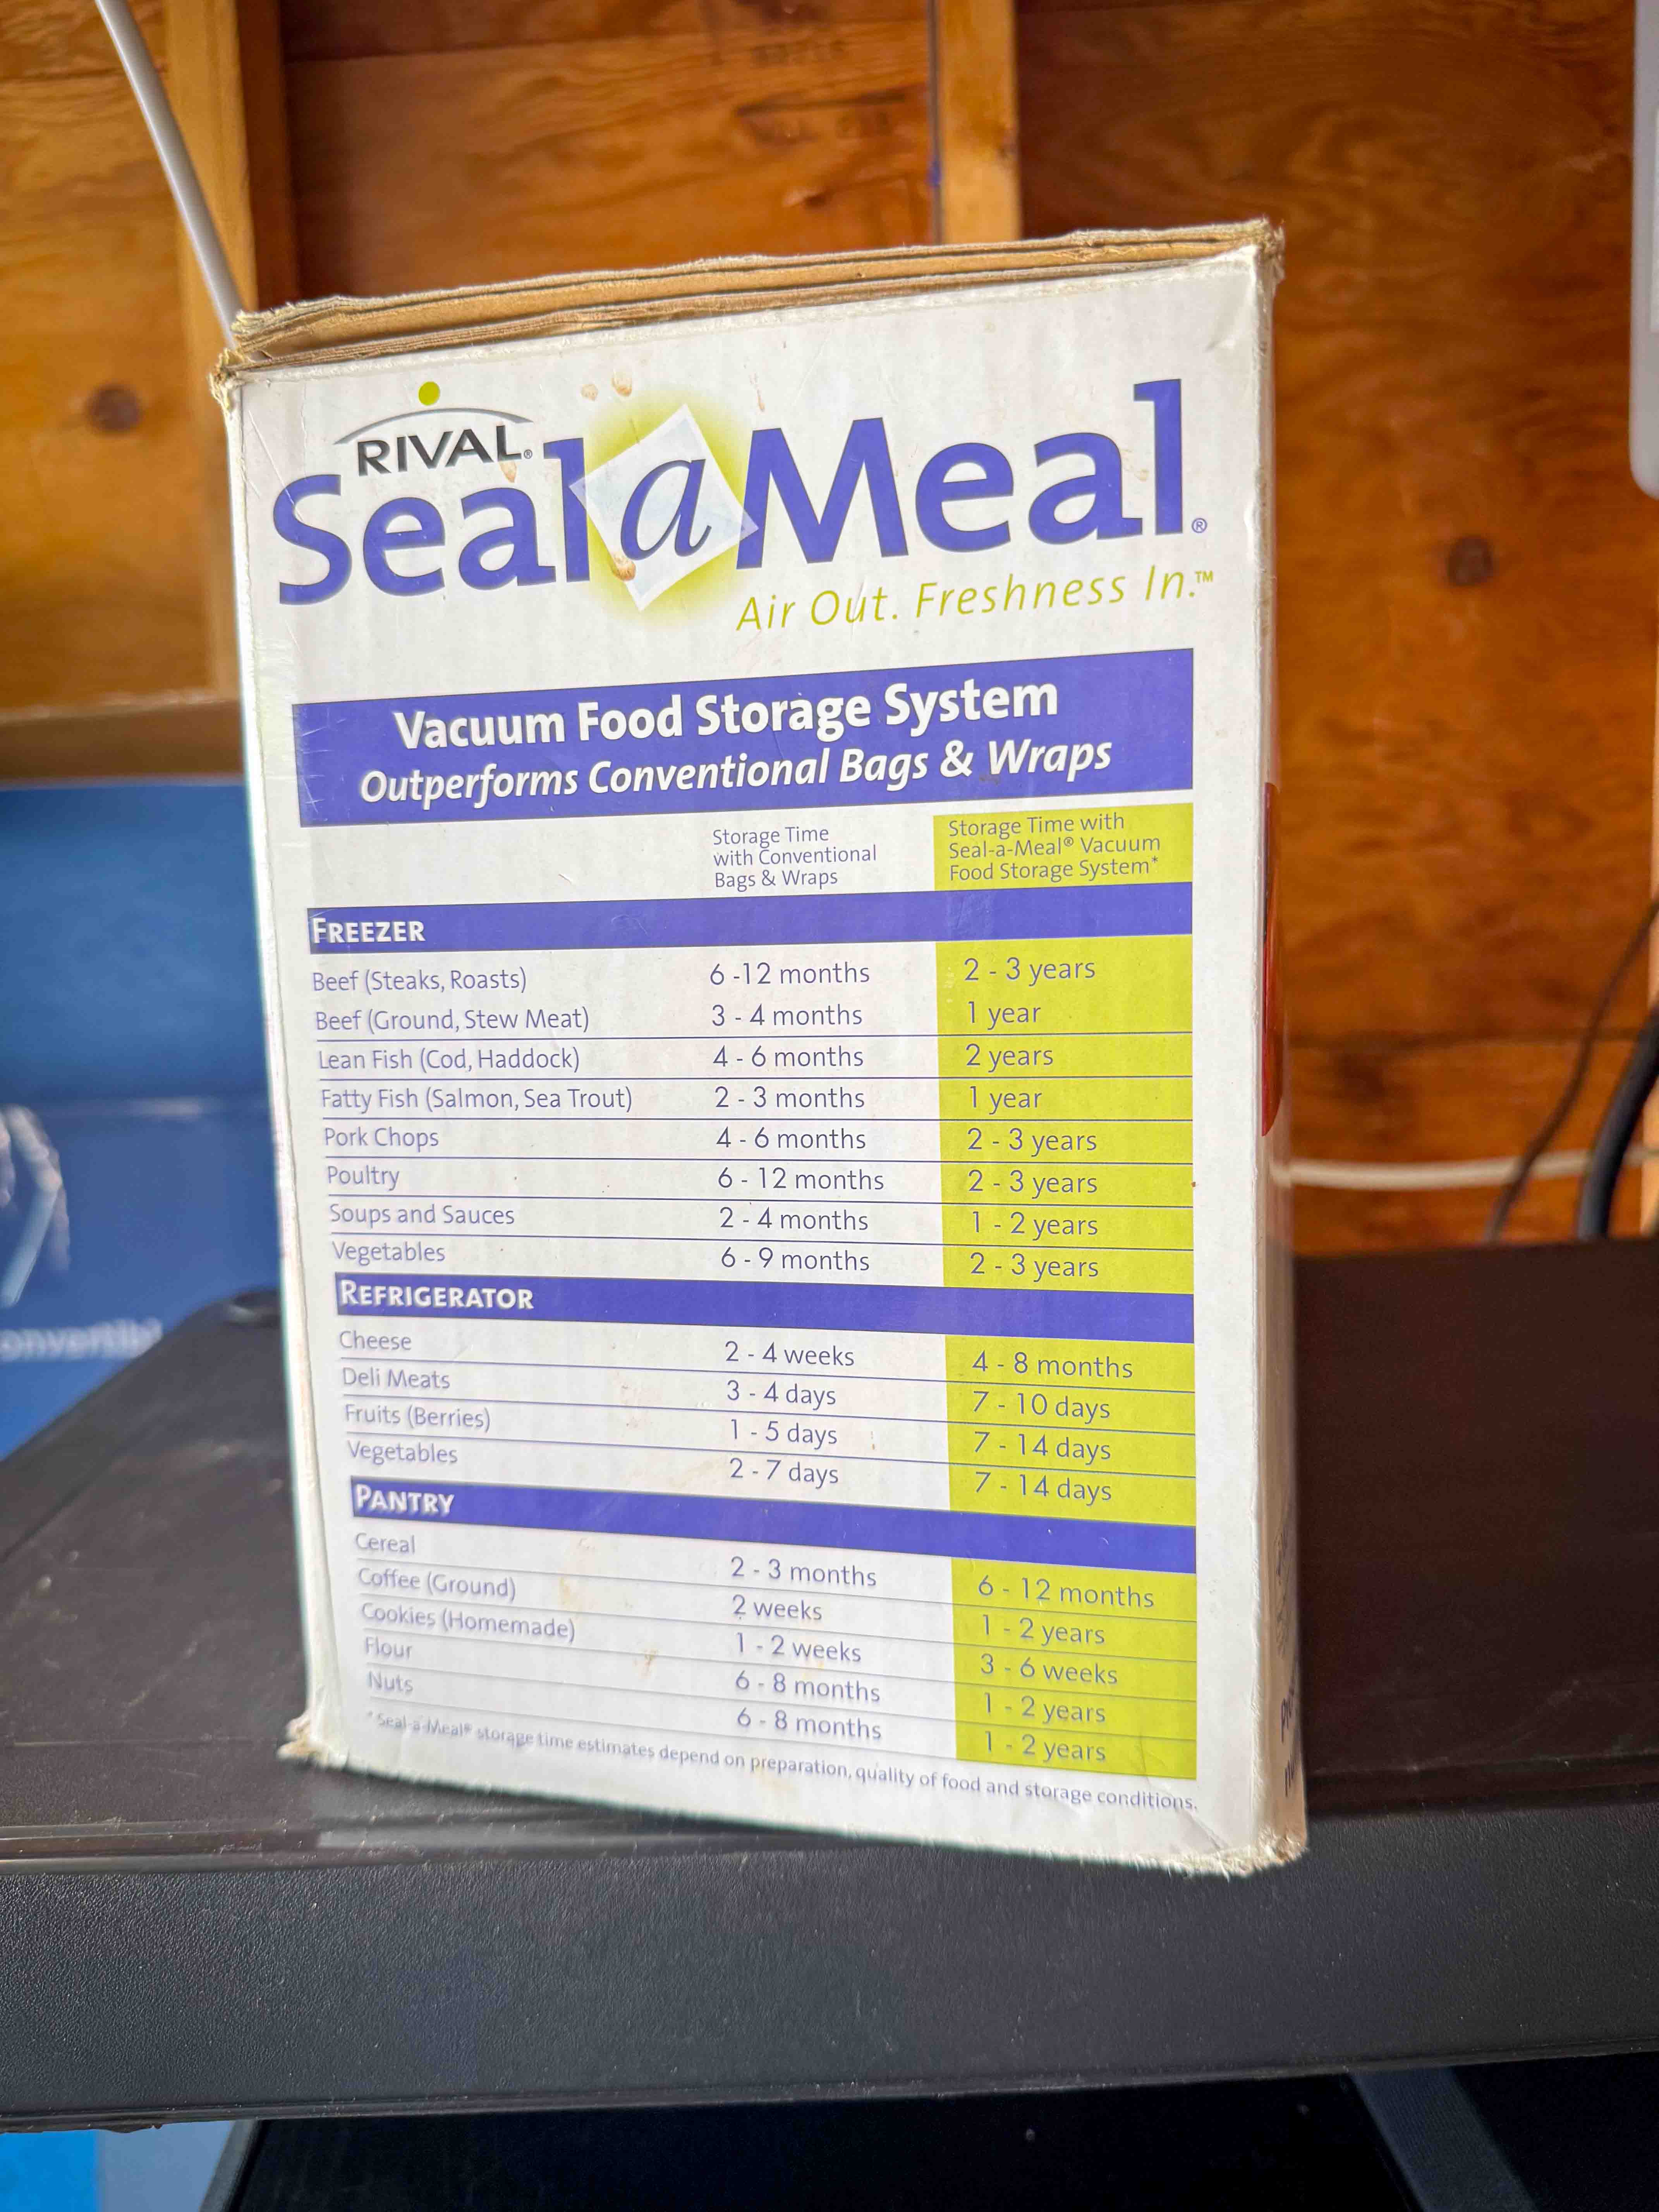 RIVAL®
Seal a Meal®
Air Out. Freshness In.™
Vacuum Food Storage System
Outperforms Conventional Bags & Wraps
Storage Time
with Conventional
Bags & Wraps
Storage Time with
Seal-a-Meal® Vacuum
Food Storage System*
FREEZER
Beef (Steaks, Roasts) 6 -12 months 2 - 3 years
Beef (Ground, Stew Meat) 3 - 4 months 1 year
Lean Fish (Cod, Haddock) 4 - 6 months 2 years
Fatty Fish (Salmon, Sea Trout) 2 - 3 months 1 year
Pork Chops 4 - 6 months 2 - 3 years
Poultry 6 - 12 months 2 - 3 years
Soups and Sauces 2 - 4 months 1 - 2 years
Vegetables 6 - 9 months 2 - 3 years
REFRIGERATOR
Cheese 2 - 4 weeks 4 - 8 months
Deli Meats 3 - 4 days 7 - 10 days
Fruits (Berries) 1 - 5 days 7 - 14 days
Vegetables 2 - 7 days 7 - 14 days
PANTRY
Cereal 2 - 3 months 6 - 12 months
Coffee (Ground) 2 weeks 1 - 2 years
Cookies (Homemade) 1 - 2 weeks 3 - 6 weeks
Flour 6 - 8 months 1 - 2 years
Nuts 6 - 8 months 1 - 2 years
* Seal-a-Meal® storage time estimates depend on preparation, quality of food and storage conditions.